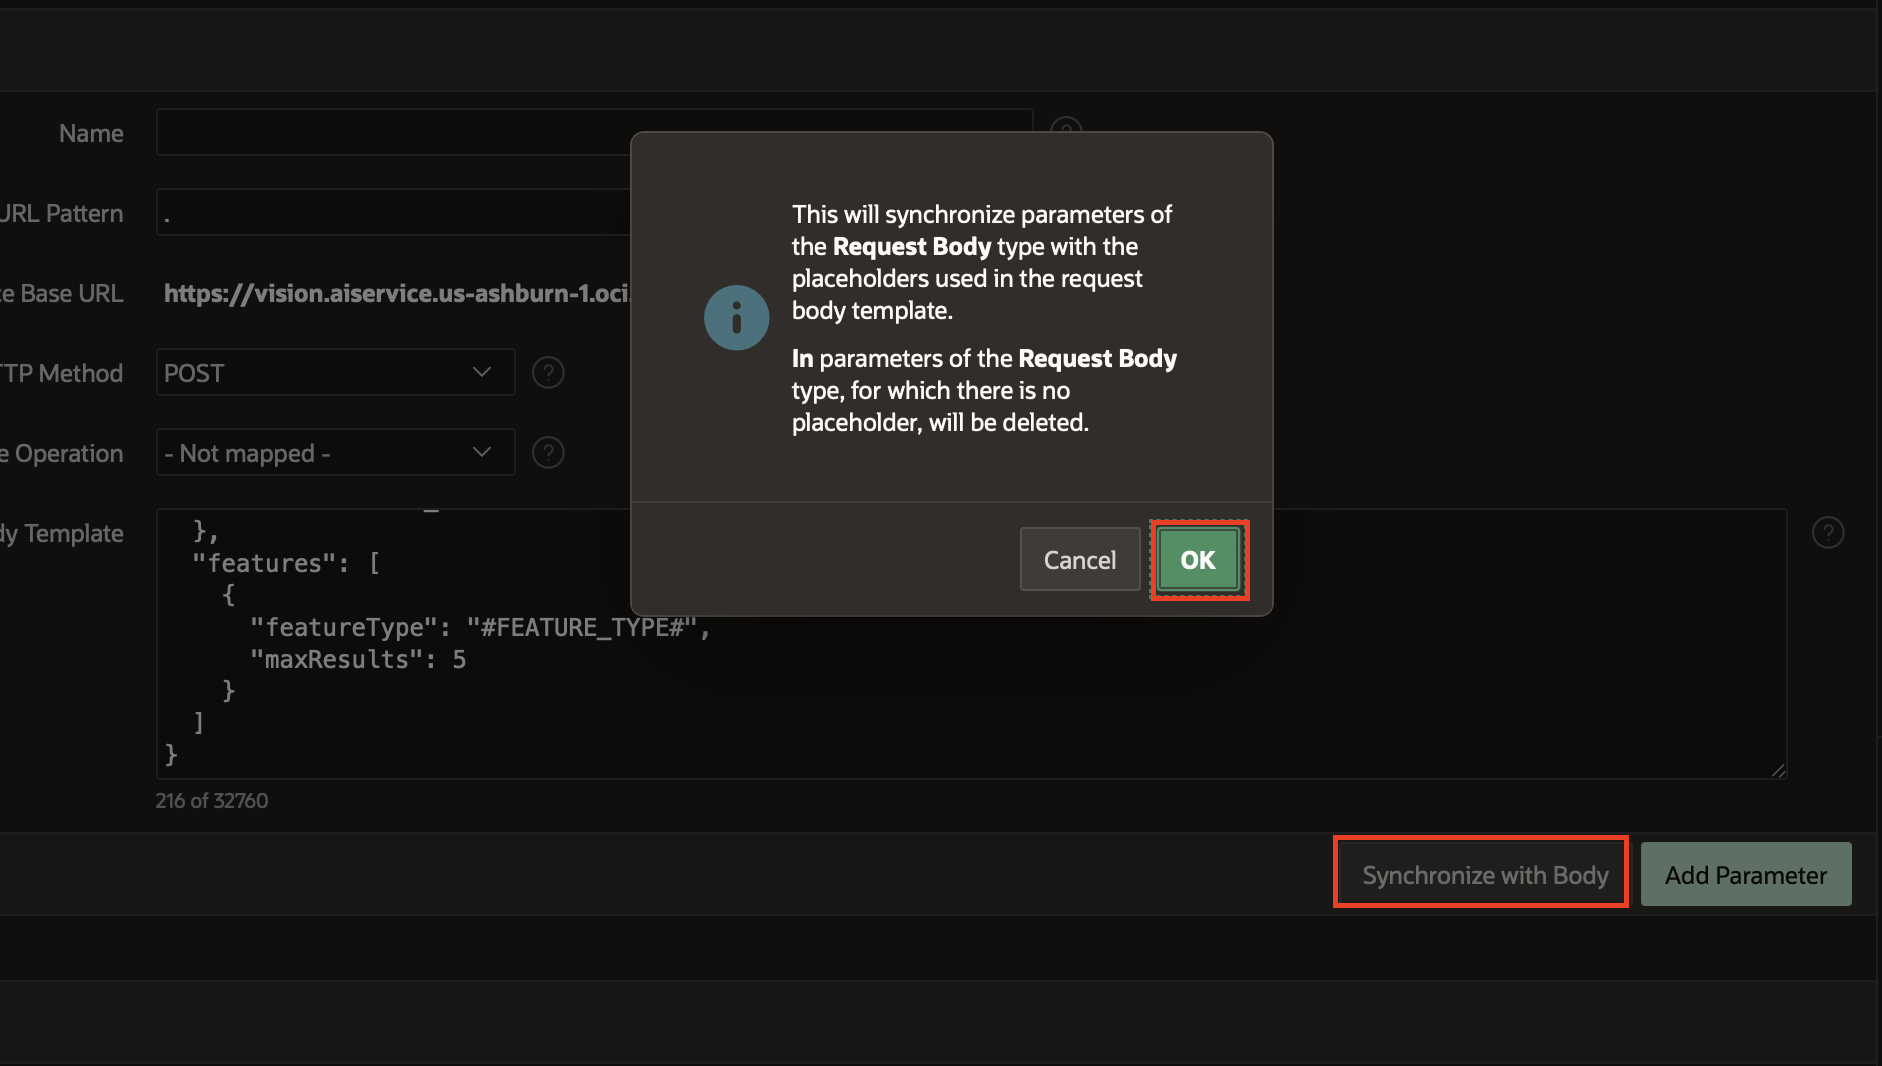 Name
URL Pattern
.
Base URL
https://vision.aiservice.us-ashburn-1.oci.
Method
POST
Operation
- Not mapped -
Template
},
"features": [
{
"featureType": "#FEATURE_TYPE#",
"maxResults": 5
}
]
}
216 of 32760
This will synchronize parameters of
the Request Body type with the
placeholders used in the request
body template.
In parameters of the Request Body
type, for which there is no
placeholder, will be deleted.
Cancel
OK
Synchronize with Body
Add Parameter